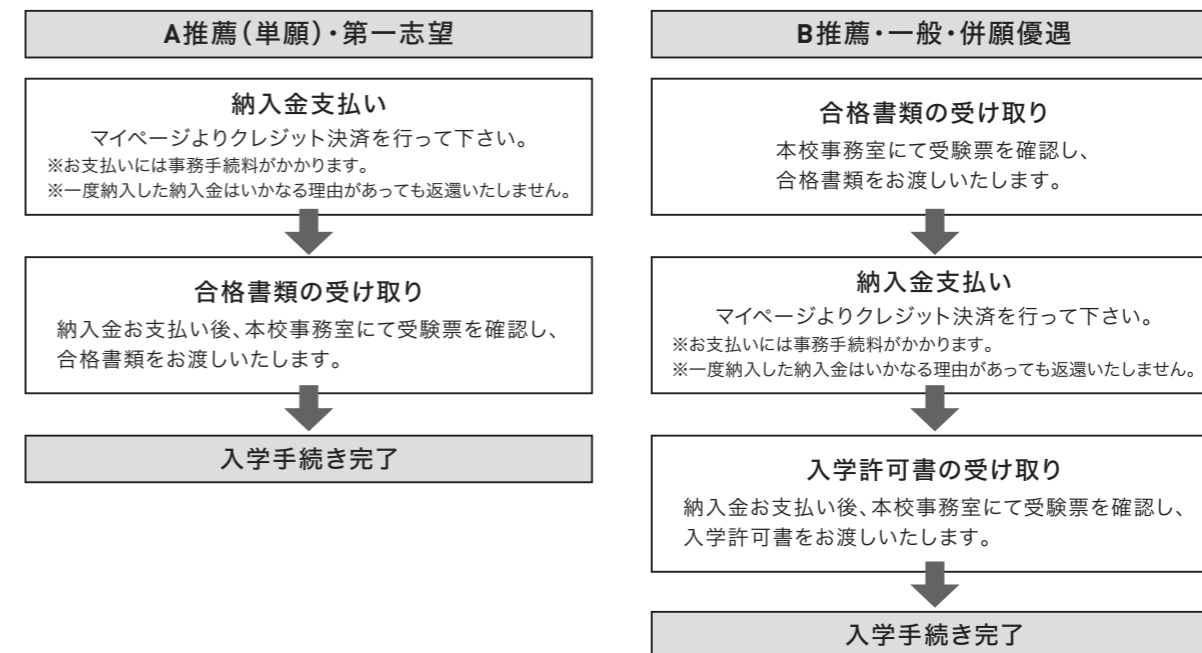 A推薦(単願)・第一志望
納入金支払い
マイページよりクレジット決済を行って下さい。
※お支払いには事務手続料がかかります。
※一度納入した納入金はいかなる理由があっても返還いたしません。
合格書類の受け取り
納入金お支払い後、本校事務室にて受験票を確認し、
合格書類をお渡しいたします。
入学手続き完了
B推薦・一般・併願優遇
合格書類の受け取り
本校事務室にて受験票を確認し、
合格書類をお渡しいたします。
納入金支払い
マイページよりクレジット決済を行って下さい。
※お支払いには事務手続料がかかります。
※一度納入した納入金はいかなる理由があっても返還いたしません。
入学許可書の受け取り
納入金お支払い後、本校事務室にて受験票を確認し、
入学許可書をお渡しいたします。
入学手続き完了